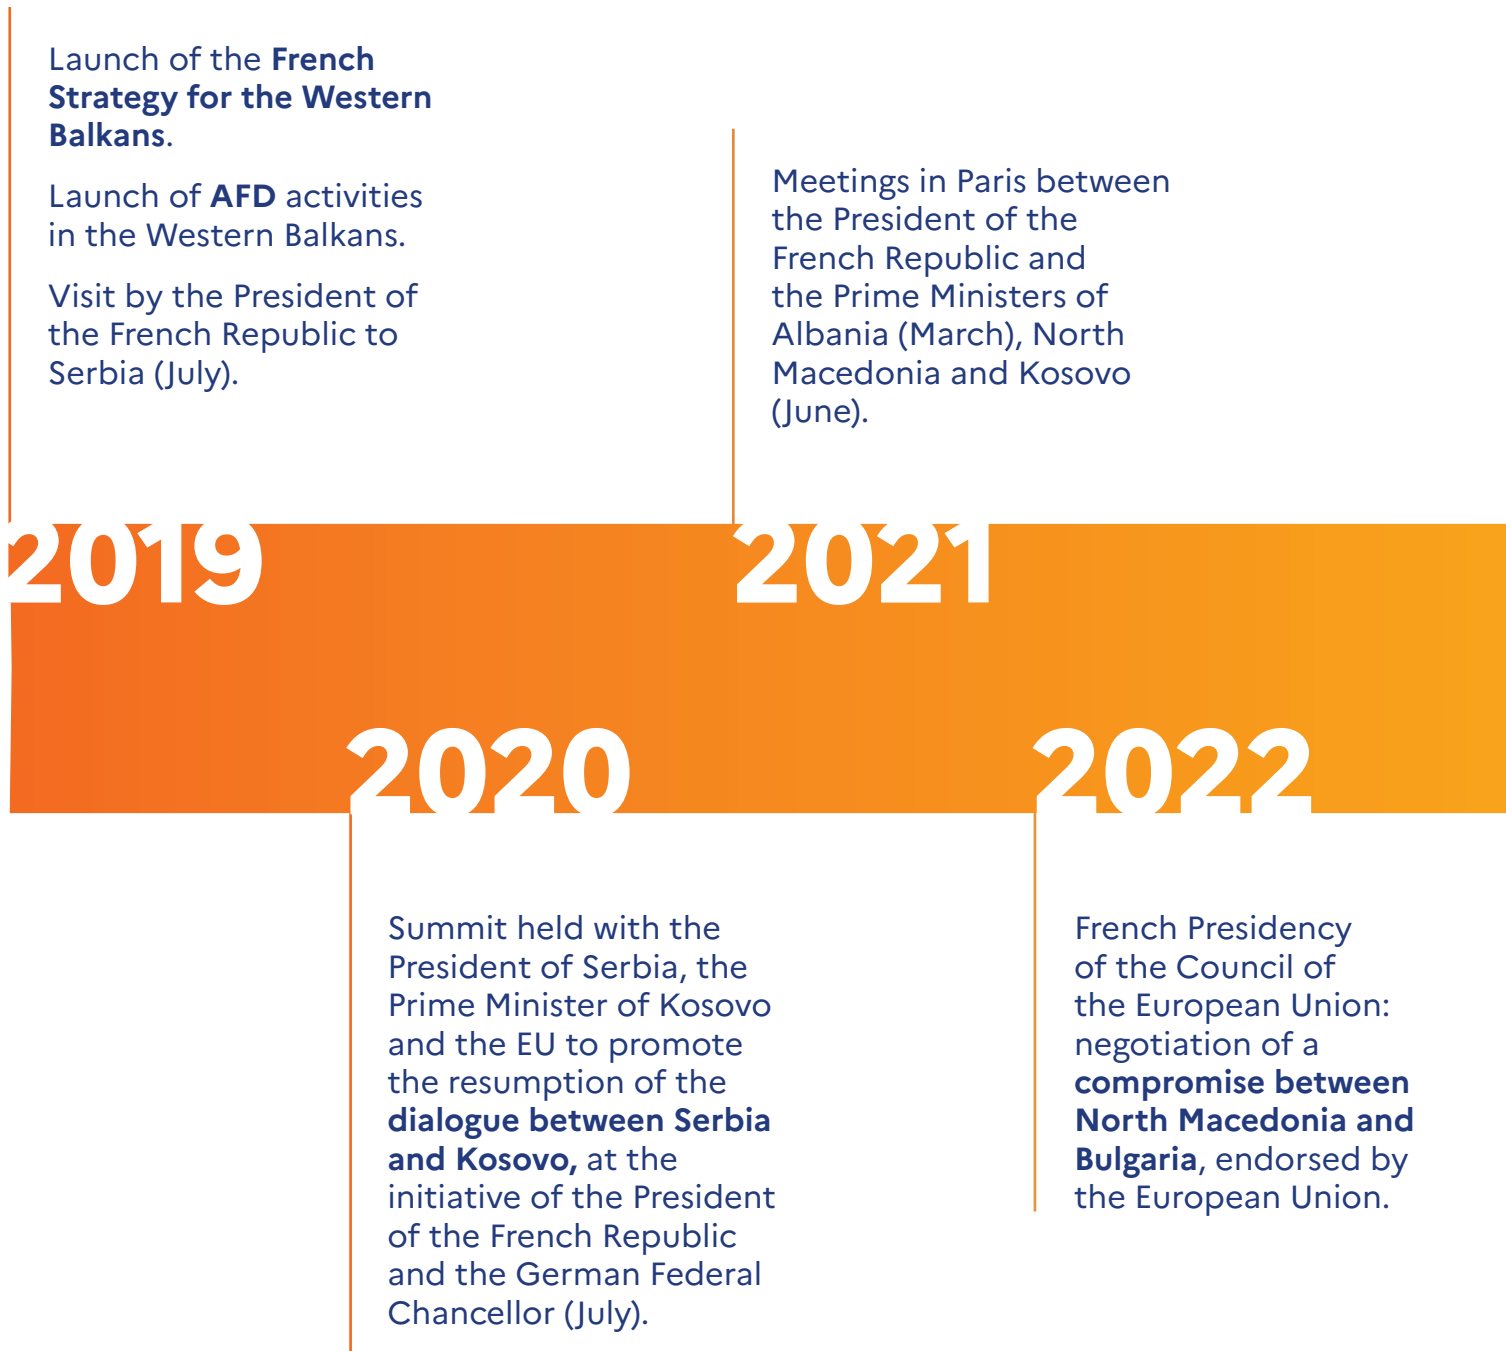 Launch of the French
Strategy for the Western
Balkans.
Launch of AFD activities
in the Western Balkans.
Visit by the President of
the French Republic to
Serbia (July).
2019
Summit held with the
President of Serbia, the
Prime Minister of Kosovo
and the EU to promote
the resumption of the
dialogue between Serbia
and Kosovo, at the
initiative of the President
of the French Republic
and the German Federal
Chancellor (July).
2020
Meetings in Paris between
the President of the
French Republic and
the Prime Ministers of
Albania (March), North
Macedonia and Kosovo
(June).
2021
French Presidency
of the Council of
the European Union:
negotiation of a
compromise between
North Macedonia and
Bulgaria, endorsed by
the European Union.
2022